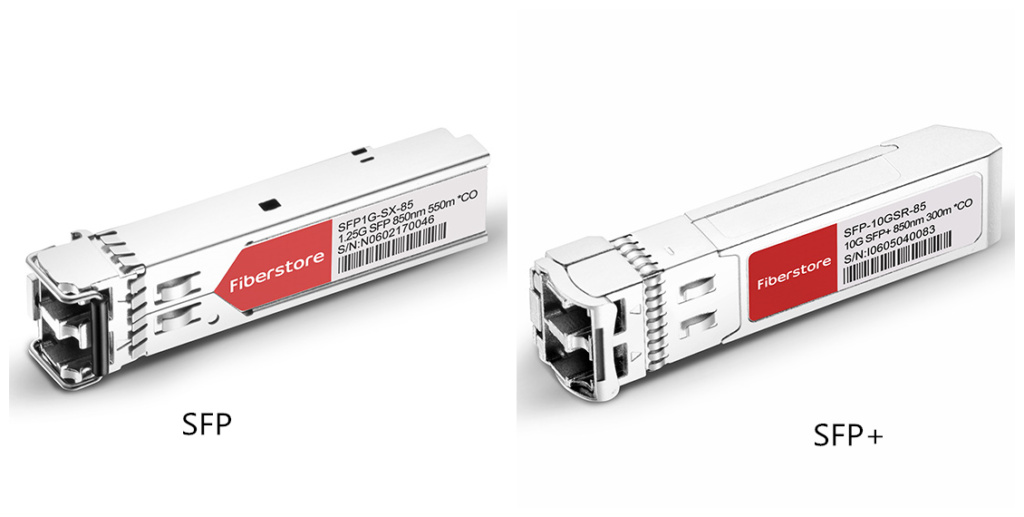 SFP1G-SX-85
1.25G SFP 850nm 550m *CO
S/N:N0602170046
Fiberstore
SFP
SFP-10GSR-85
10G SFP+ 850nm 300m *CO
S/N:I0605040083
Fiberstore
SFP+